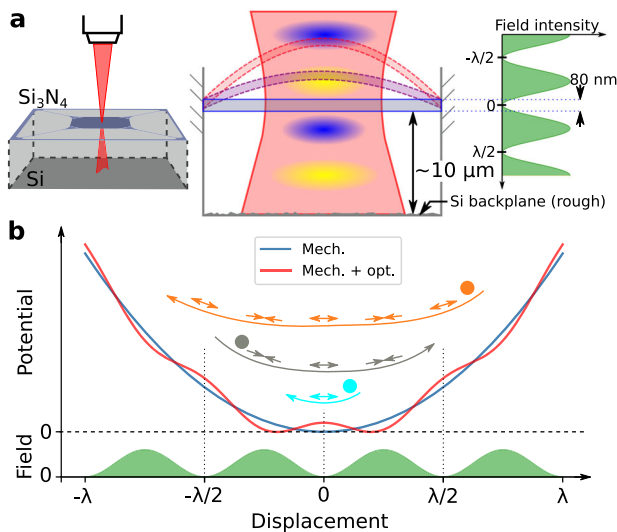 a
Si₃N₄
Si
~10 μm
Si backplane (rough)
Field intensity
-λ/2
80 nm
0
λ/2
b
Mech.
Mech. + opt.
Potential
0
Field
0
-λ
-λ/2
0
λ/2
λ
Displacement